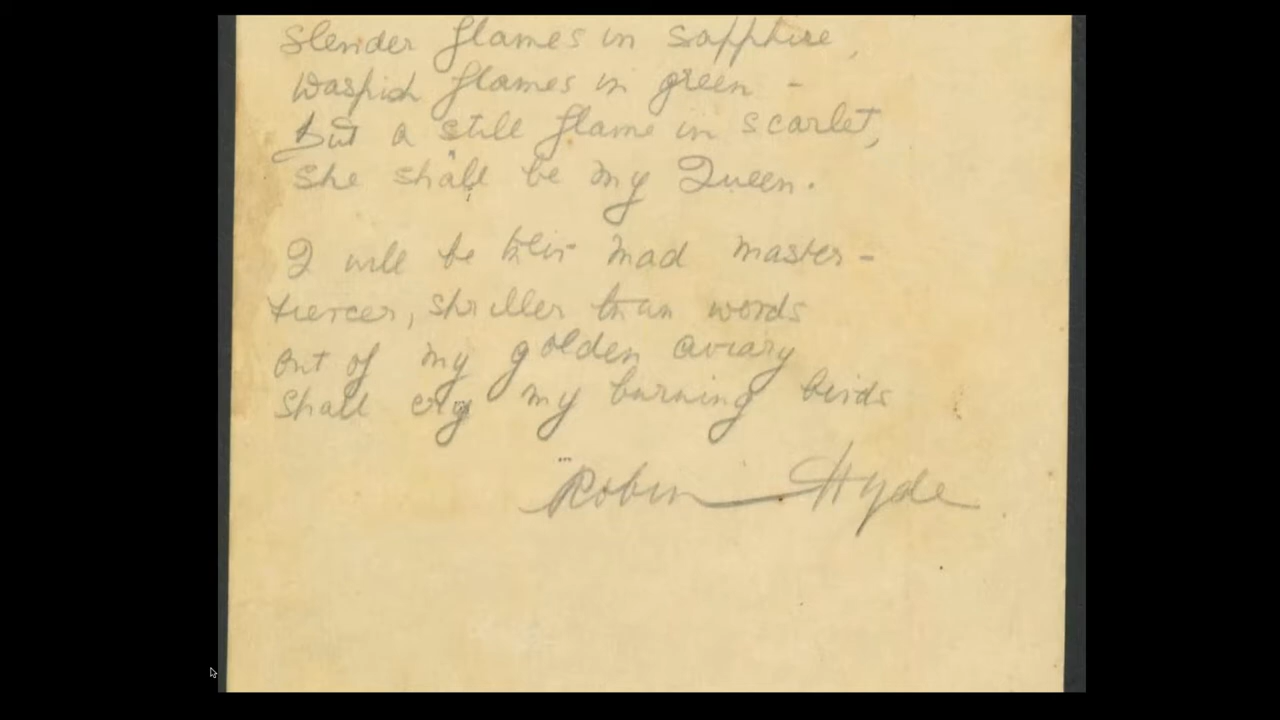 Slender flames in sapphire,
Waspish flames in green -
But a still flame in scarlet,
She shall be my Queen.
I will be their mad master -
Fiercer, shriller than words
Out of my golden aviary
Shall cry my burning birds
Robin Hyde